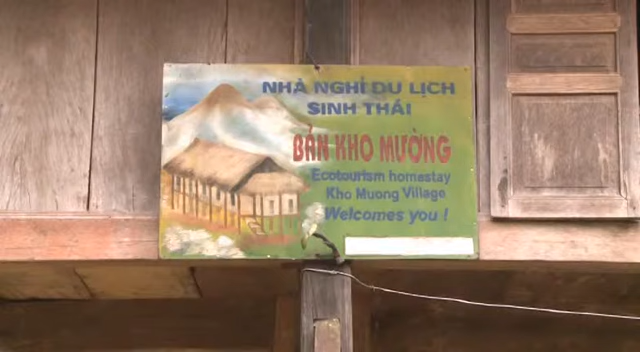 NHÀ NGHỈ DU LỊCH
SINH THÁI
BẢN KHO MƯỜNG
Ecotourism homestay
Kho Muong Village
Welcomes you !